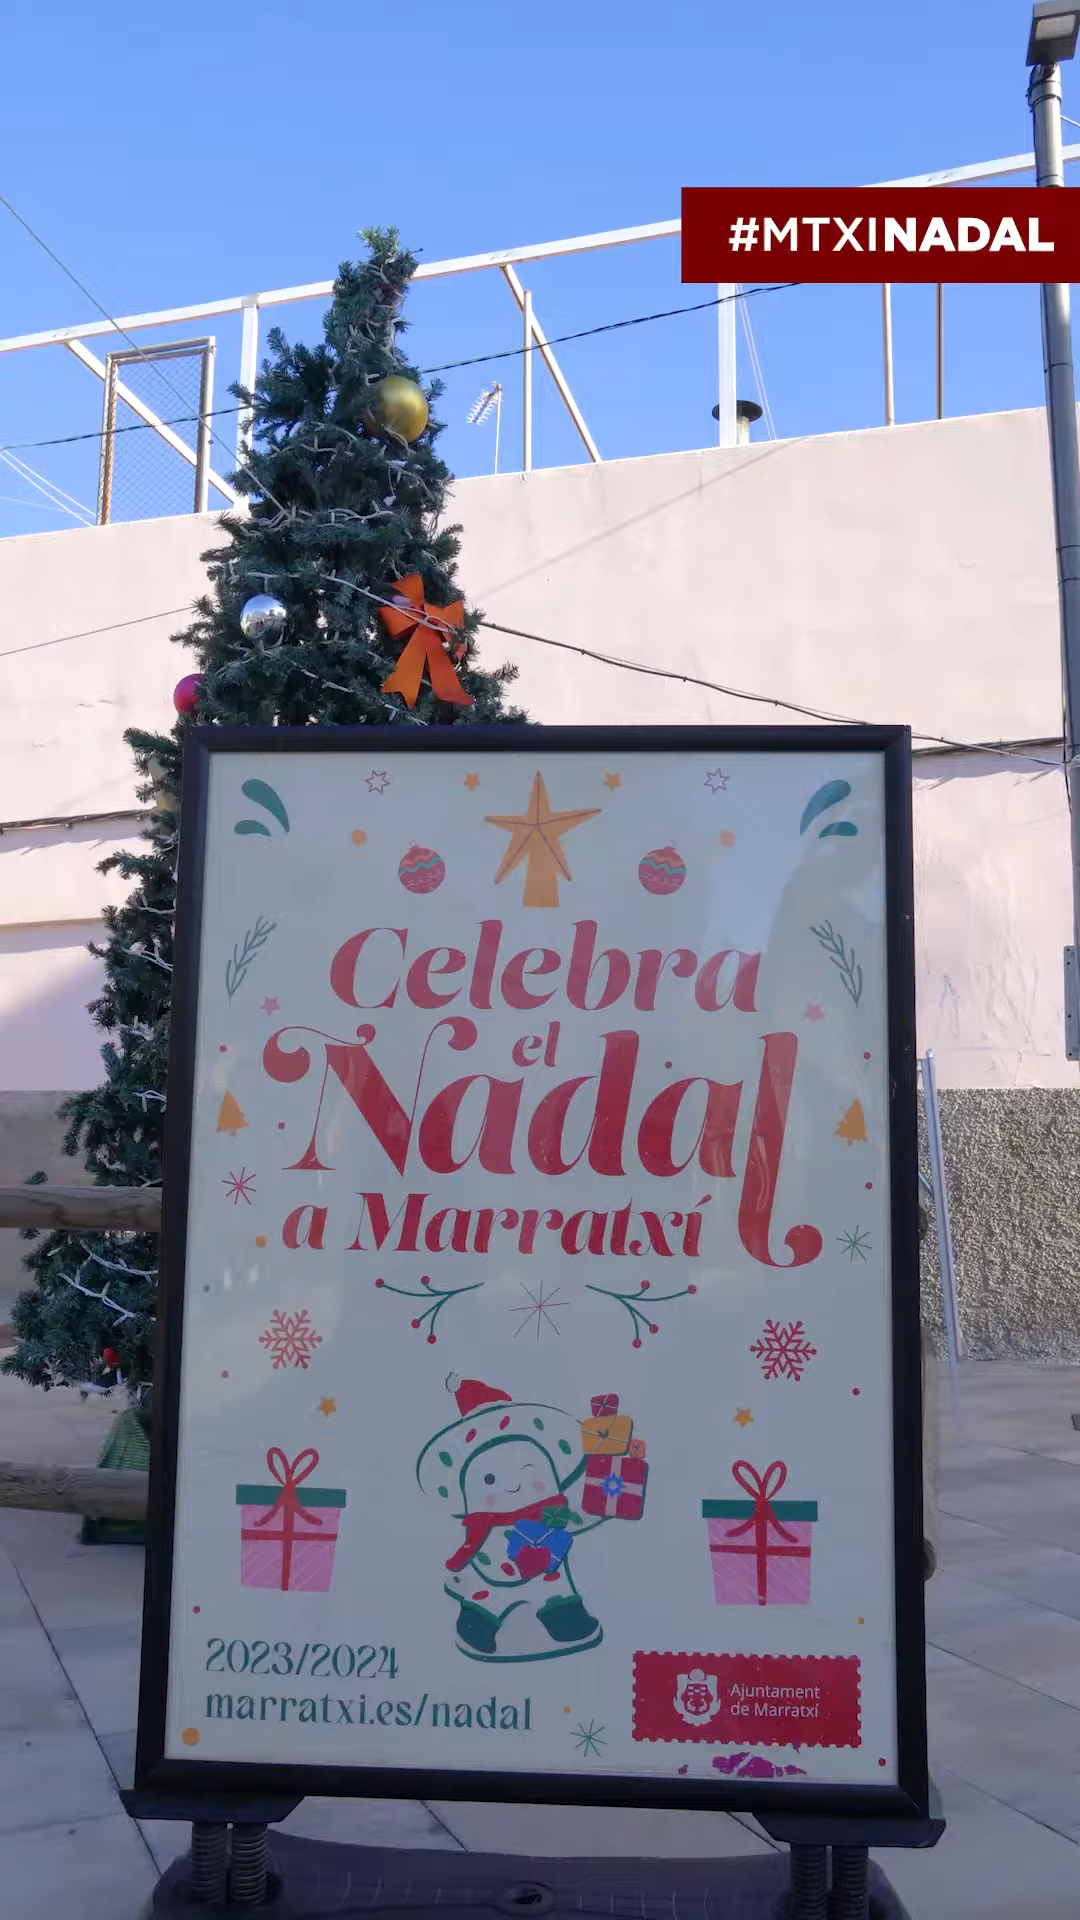 #MTXINADAL
Celebra
el
Nadal
a Marratxí
2023/2024
marratxi.es/nadal
Ajuntament
de Marratxí